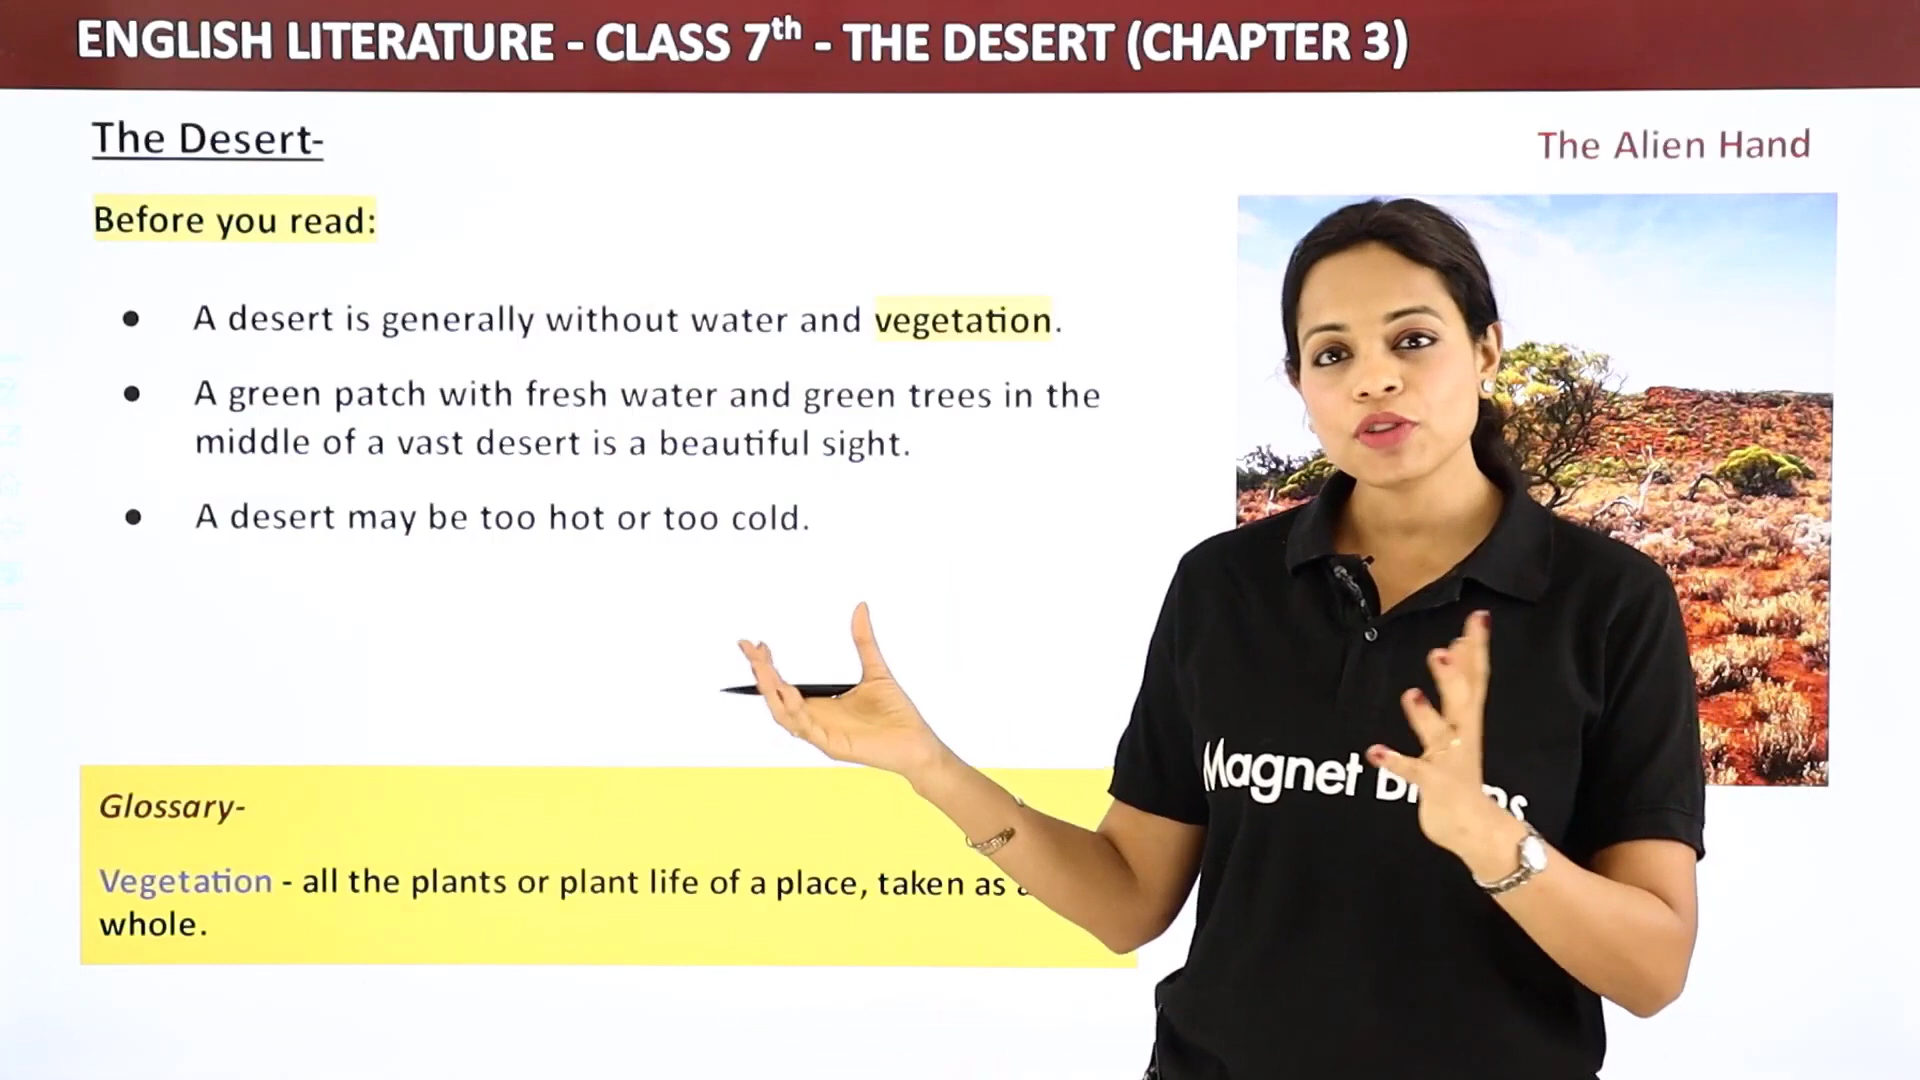 ENGLISH LITERATURE - CLASS 7th - THE DESERT (CHAPTER 3)
The Desert-
The Alien Hand
Before you read:
● A desert is generally without water and vegetation.
● A green patch with fresh water and green trees in the
middle of a vast desert is a beautiful sight.
● A desert may be too hot or too cold.
Glossary-
Vegetation - all the plants or plant life of a place, taken as
whole.
Magnet